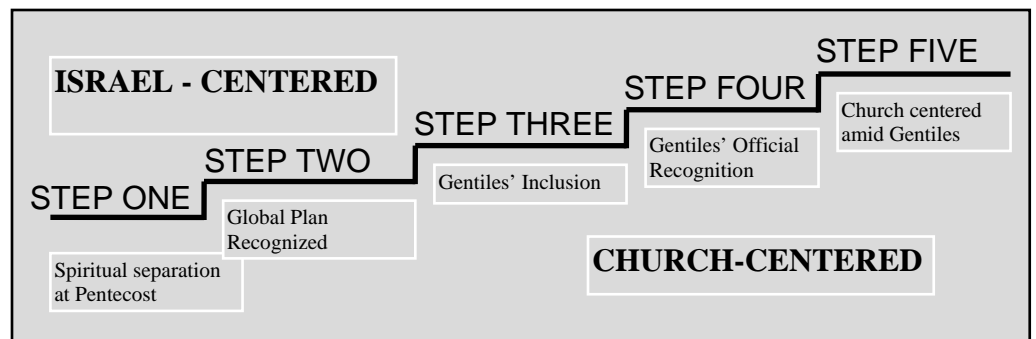 ISRAEL - CENTERED
STEP ONE
Spiritual separation
at Pentecost
STEP TWO
Global Plan
Recognized
STEP THREE
Gentiles' Inclusion
STEP FOUR
Gentiles' Official
Recognition
STEP FIVE
Church centered
amid Gentiles
CHURCH-CENTERED